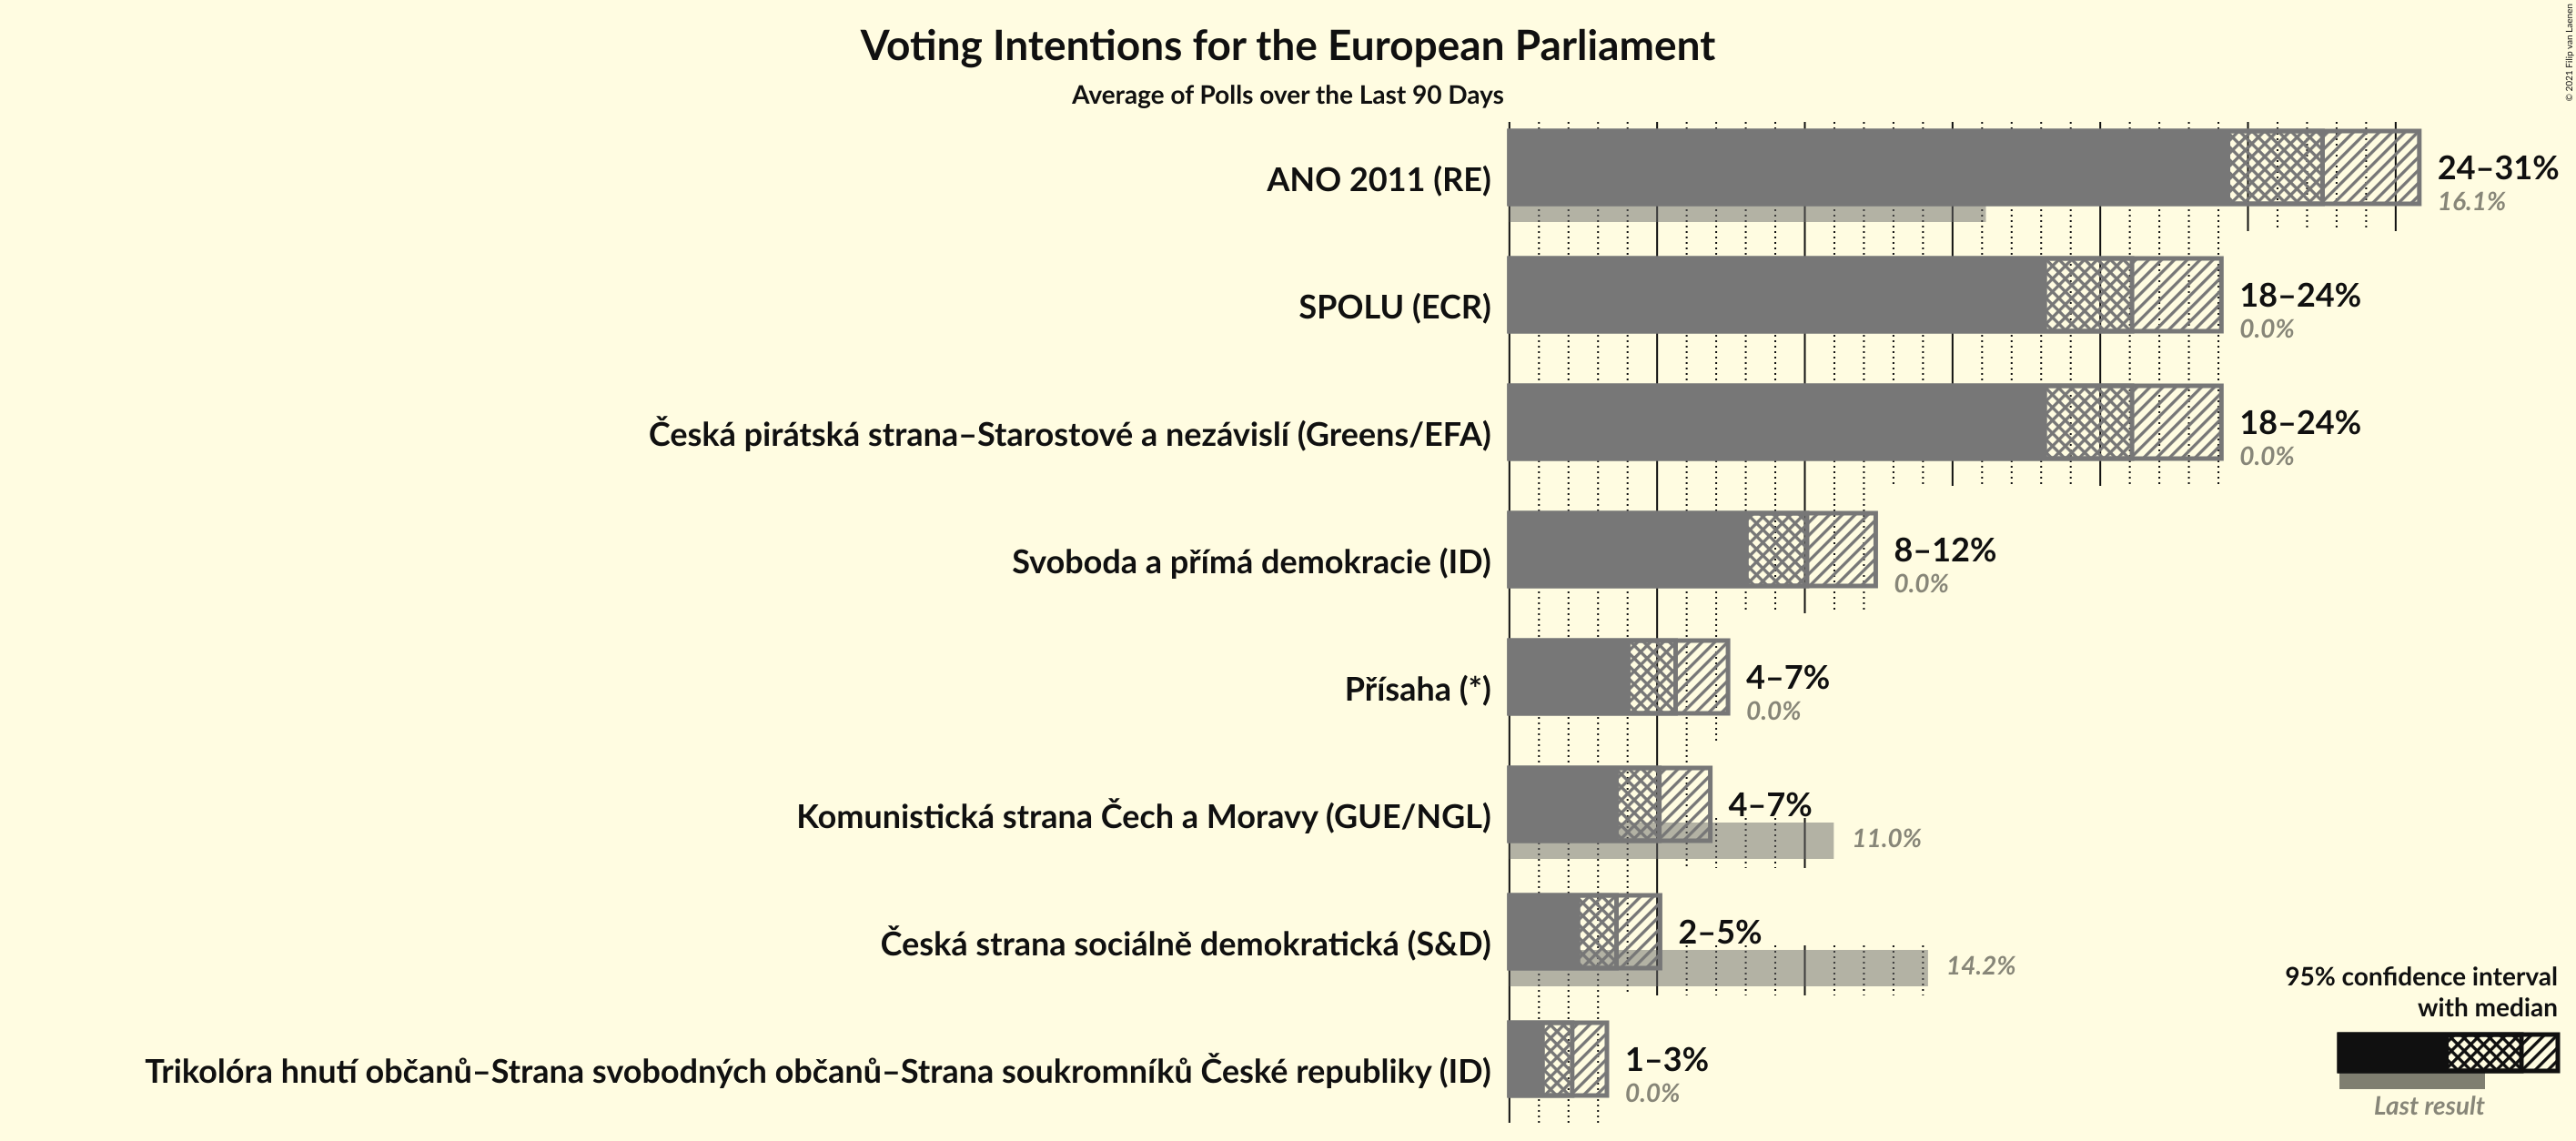 Voting Intentions for the European Parliament
Average of Polls over the Last 90 Days
© 2021 Filip van Laenen
ANO 2011 (RE)
24–31%
16.1%
SPOLU (ECR)
18–24%
0.0%
Česká pirátská strana–Starostové a nezávislí (Greens/EFA)
18–24%
0.0%
Svoboda a přímá demokracie (ID)
8–12%
0.0%
Přísaha (*)
4–7%
0.0%
Komunistická strana Čech a Moravy (GUE/NGL)
4–7%
11.0%
Česká strana sociálně demokratická (S&D)
2–5%
14.2%
Trikolóra hnutí občanů–Strana svobodných občanů–Strana soukromníků České republiky (ID)
1–3%
0.0%
95% confidence interval
with median
Last result